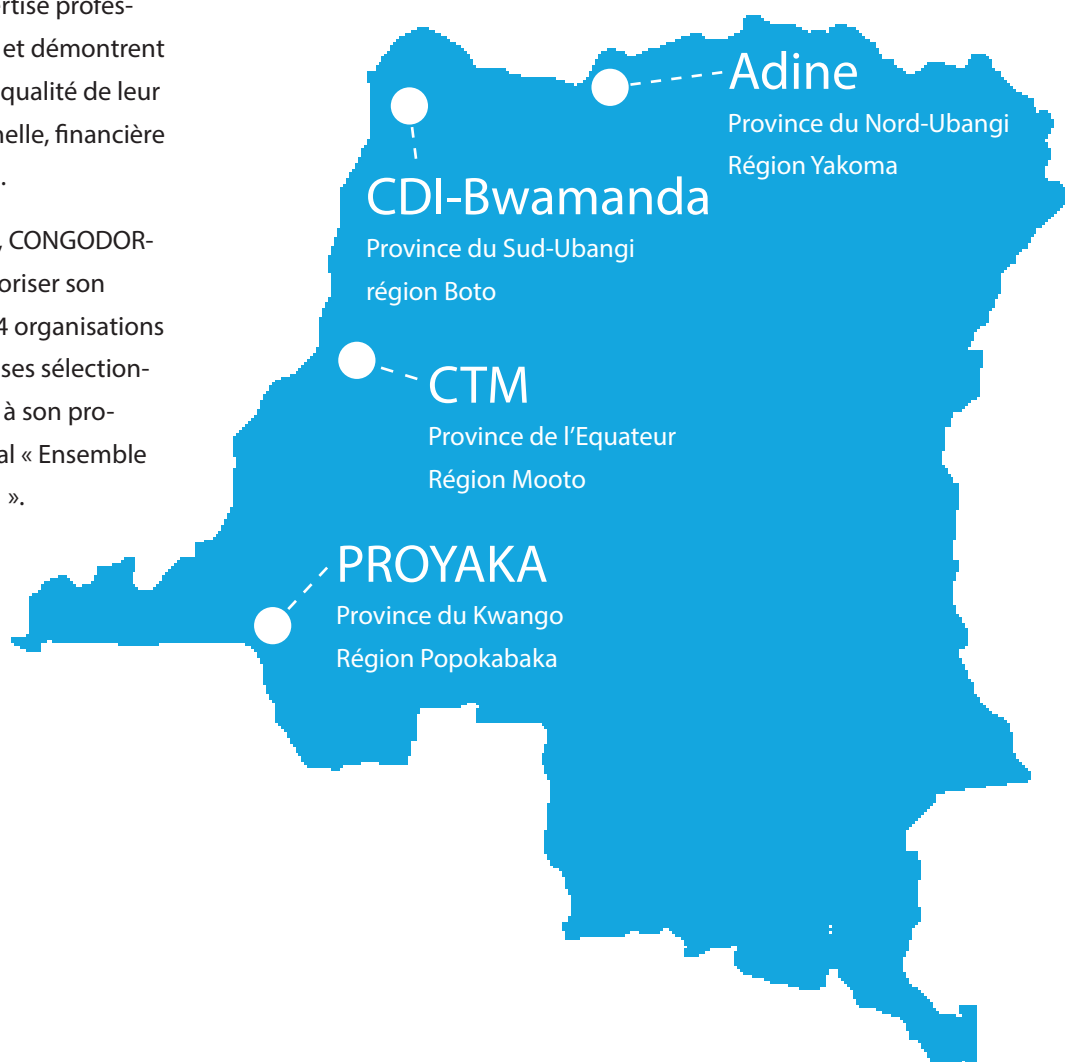 ertise profes-
et démontrent
qualité de leur
nelle, financière
.
, CONGODOR-
oriser son
4 organisations
ses sélection-
à son pro-
al « Ensemble
».
Adine
Province du Nord-Ubangi
Région Yakoma
CDI-Bwamanda
Province du Sud-Ubangi
région Boto
CTM
Province de l’Equateur
Région Mooto
PROYAKA
Province du Kwango
Région Popokabaka